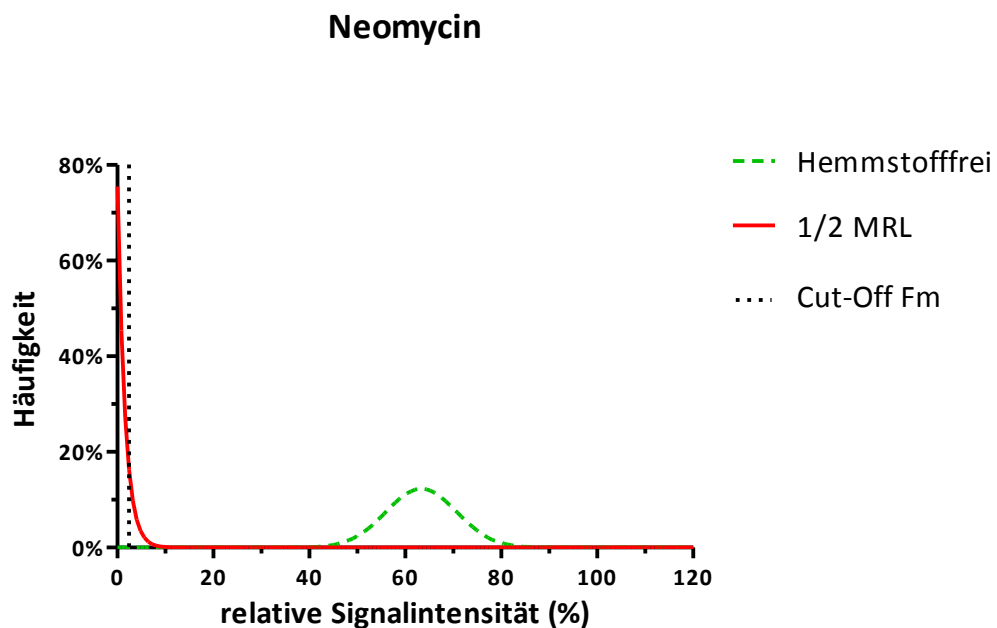 Neomycin
Hemmstofffrei
1/2 MRL
Cut-Off Fm
Häufigkeit
80%
60%
40%
20%
0%
0 20 40 60 80 100 120
relative Signalintensität (%)